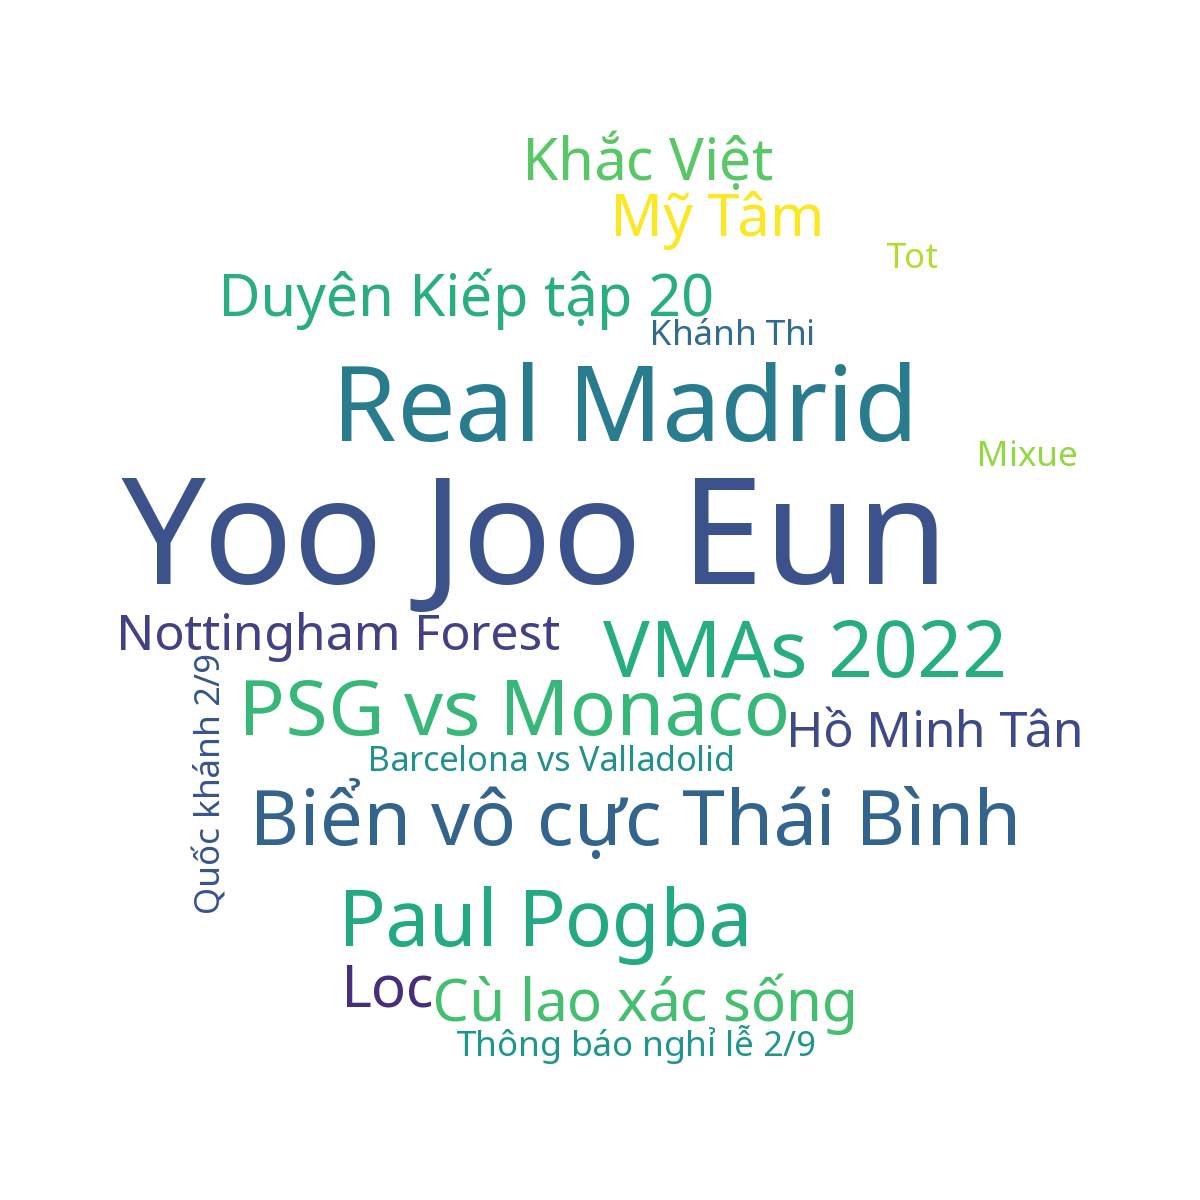 Khắc Việt
Mỹ Tâm
Tot
Duyên Kiếp tập 20
Khánh Thi
Real Madrid
Mixue
Yoo Joo Eun
Nottingham Forest
VMAs 2022
Quốc khánh 2/9
PSG vs Monaco
Hồ Minh Tân
Barcelona vs Valladolid
Biển vô cực Thái Bình
Paul Pogba
Loc
Cù lao xác sống
Thông báo nghỉ lễ 2/9